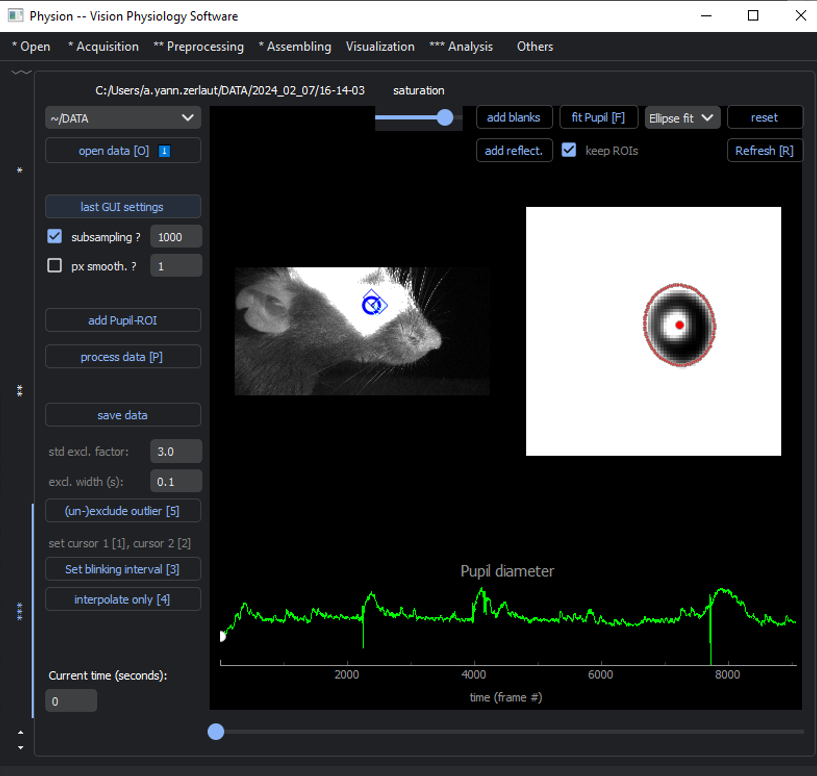 Physion -- Vision Physiology Software
* Open * Acquisition ** Preprocessing * Assembling Visualization *** Analysis Others
C:/Users/a.yann.zerlaut/DATA/2024_02_07/16-14-03 saturation
~/DATA add blanks fit Pupil [F] Ellipse fit reset
open data [O] add reflect. keep ROIs Refresh [R]
*
last GUI settings
subsampling ? 1000
px smooth. ? 1
add Pupil-ROI
process data [P]
**
save data
std excl. factor: 3.0
excl. width (s): 0.1
(un-)exclude outlier [5]
set cursor 1 [1], cursor 2 [2]
Set blinking interval [3]
interpolate only [4]
***
Pupil diameter
2000 4000 6000 8000
time (frame #)
Current time (seconds):
0